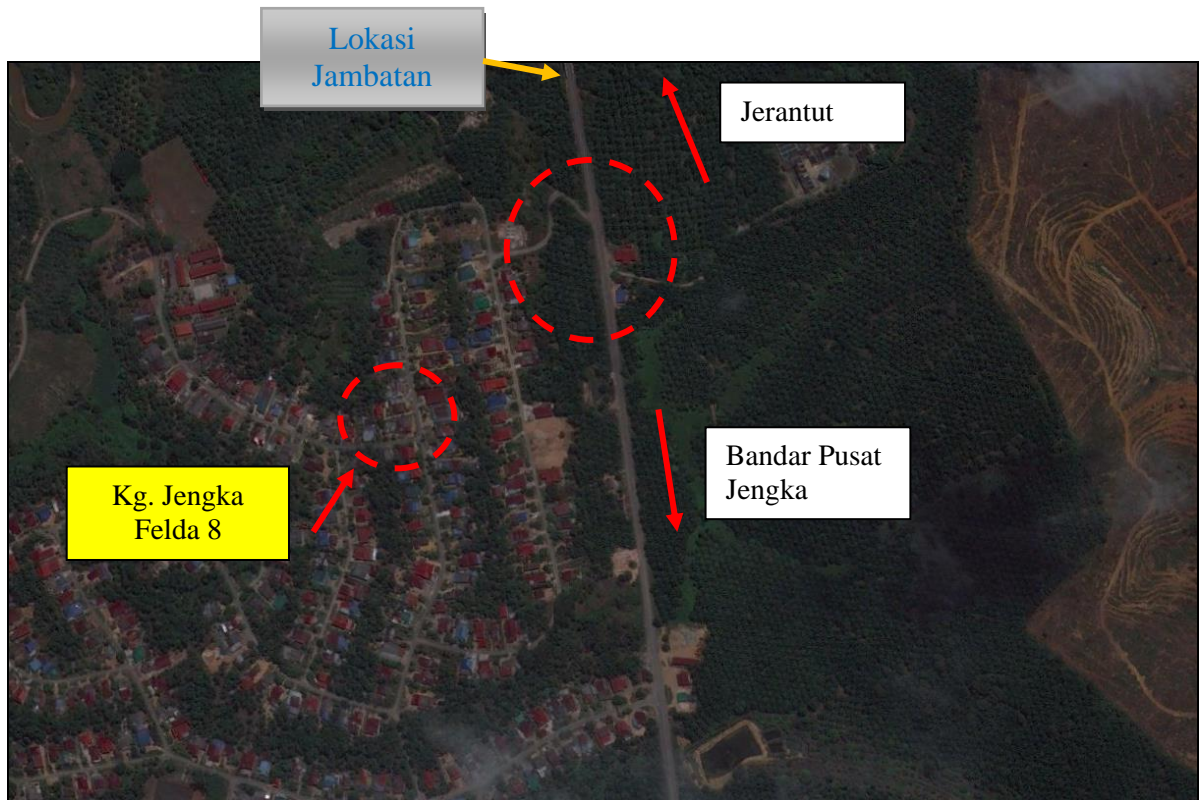 Lokasi
Jambatan
Jerantut
Bandar Pusat
Jengka
Kg. Jengka
Felda 8